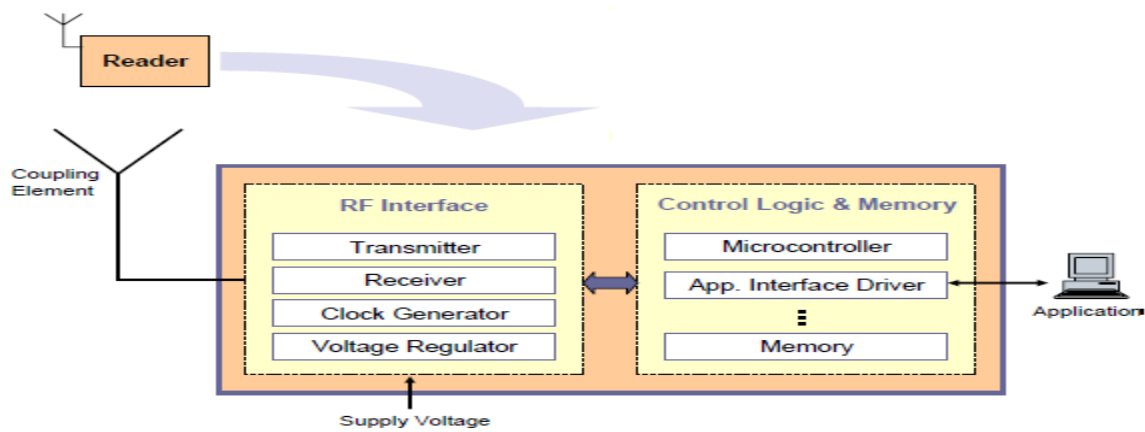 Reader
Coupling
Element
RF Interface
Transmitter
Receiver
Clock Generator
Voltage Regulator
Supply Voltage
Control Logic & Memory
Microcontroller
App. Interface Driver
Memory
Application